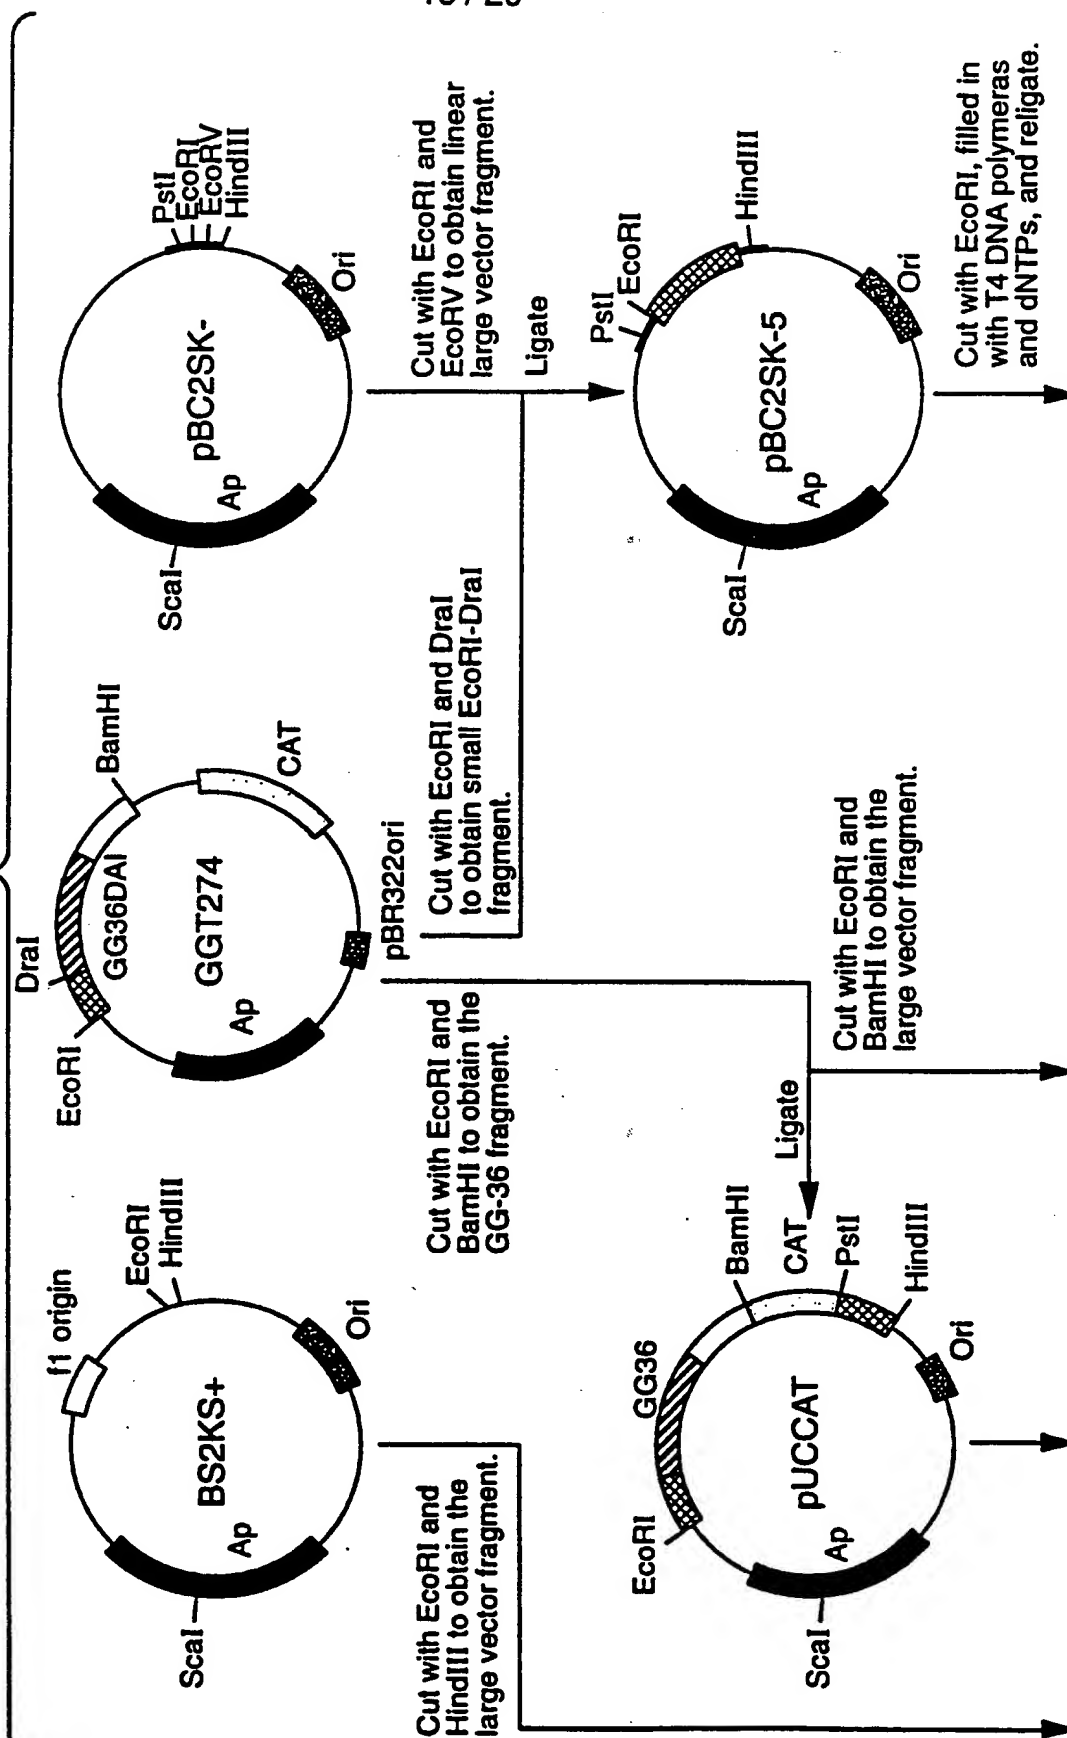 f1 origin
EcoRI
HindIII
BS2KS+
Ap
Ori
ScaI
Cut with EcoRI and
HindIII to obtain the
large vector fragment.
DraI
EcoRI
BamHI
GG36DAI
GGT274
CAT
Ap
pBR322ori
Cut with EcoRI and
BamHI to obtain the
GG-36 fragment.
Cut with EcoRI and DraI
to obtain small EcoRI-DraI
fragment.
PstI
EcoRI
EcoRV
HindIII
pBC2SK-
Ap
Ori
ScaI
Cut with EcoRI and
EcoRV to obtain linear
large vector fragment.
Ligate
GG36
EcoRI
BamHI
CAT
PstI
HindIII
pUCCAT
Ap
Ori
ScaI
Ligate
Cut with EcoRI and
BamHI to obtain the
large vector fragment.
PstI
EcoRI
HindIII
pBC2SK-5
Ap
Ori
ScaI
Cut with EcoRI, filled in
with T4 DNA polymeras
and dNTPs, and religate.